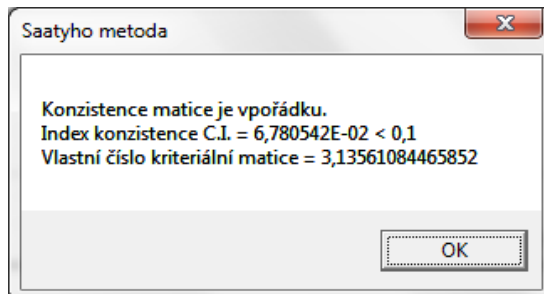 Saatyho metoda
Konzistence matice je vpořádku.
Index konzistence C.I. = 6,780542E-02 < 0,1
Vlastní číslo kriteriální matice = 3,13561084465852
OK